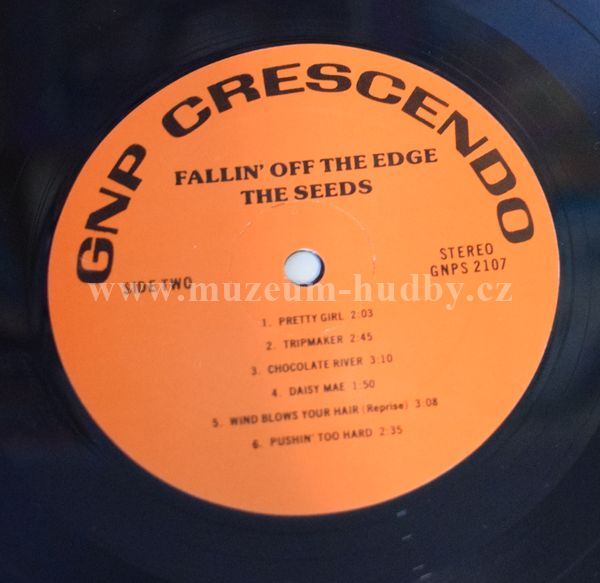 GNP CRESCENDO
FALLIN' OFF THE EDGE
THE SEEDS
STEREO
GNPS 2107
SIDE TWO
www.muzeum-hudby.cz
1. PRETTY GIRL 2:03
2. TRIPMAKER 2:45
3. CHOCOLATE RIVER 3:10
4. DAISY MAE 1:50
5. WIND BLOWS YOUR HAIR (Reprise) 3:08
6. PUSHIN' TOO HARD 2:35